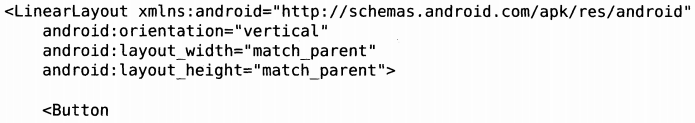 <LinearLayout xmlns:android="http://schemas.android.com/apk/res/android"
    android:orientation="vertical"
    android:layout_width="match_parent"
    android:layout_height="match_parent">

    <Button